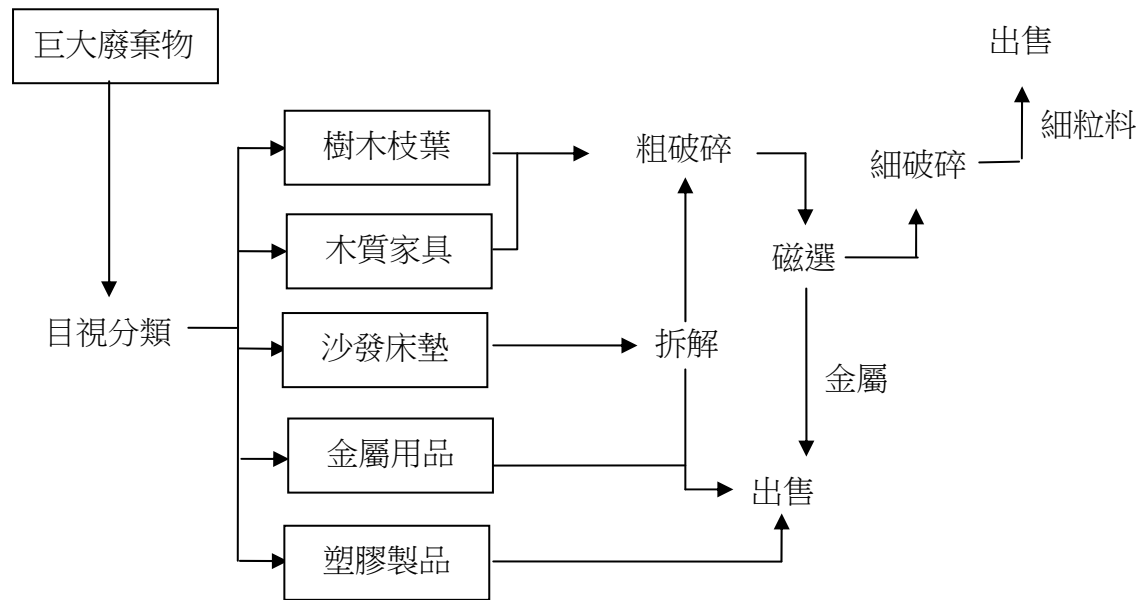 巨大廢棄物
出售
細粒料
樹木枝葉
粗破碎
細破碎
木質家具
磁選
目視分類
沙發床墊
拆解
金屬
金屬用品
出售
塑膠製品